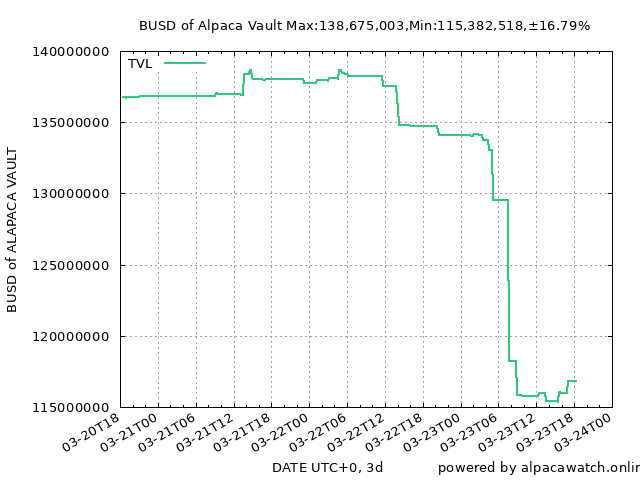 BUSD of Alpaca Vault Max:138,675,003,Min:115,382,518,±16.79%
TVL
140000000
135000000
130000000
125000000
120000000
115000000
BUSD of ALAPACA VAULT
03-20T18
03-21T00
03-21T06
03-21T12
03-21T18
03-22T00
03-22T06
03-22T12
03-22T18
03-23T00
03-23T06
03-23T12
03-23T18
03-24T00
DATE UTC+0, 3d
powered by alpacawatch.onlin